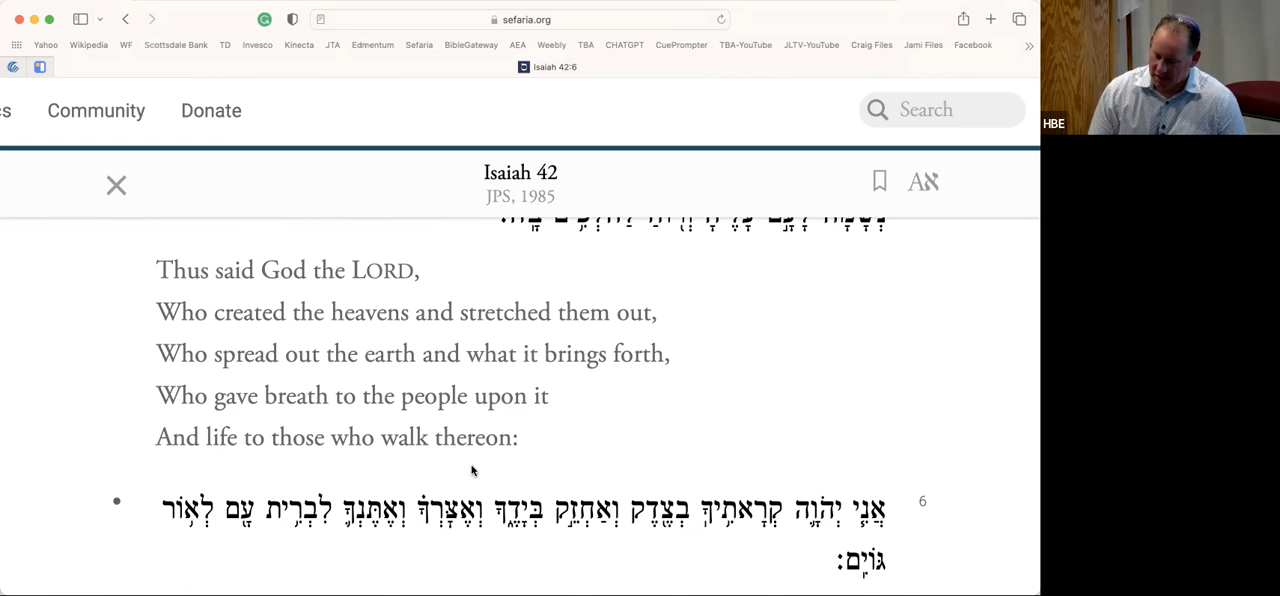 sefaria.org
Yahoo Wikipedia WF Scottsdale Bank TD Invesco Kinecta JTA Edmentum Sefaria BibleGateway AEA Weebly TBA CHATGPT CuePrompter TBA-YouTube JLTV-YouTube Craig Files Jami Files Facebook
Isaiah 42:6
Community Donate Search
HBE
Isaiah 42
JPS, 1985
Thus said God the LORD,
Who created the heavens and stretched them out,
Who spread out the earth and what it brings forth,
Who gave breath to the people upon it
And life to those who walk thereon:
אֲנִ֧י יְהֹוָ֛ה קְרָאתִ֥יךָֽ בְצֶ֖דֶק וְאַחְזֵ֣ק בְּיָדֶ֑ךָ וְאֶצׇּרְךָ֗ וְאֶתֶּנְךָ֛ לִבְרִ֥ית עָ֖ם לְא֥וֹר 6
גּוֹיִֽם׃